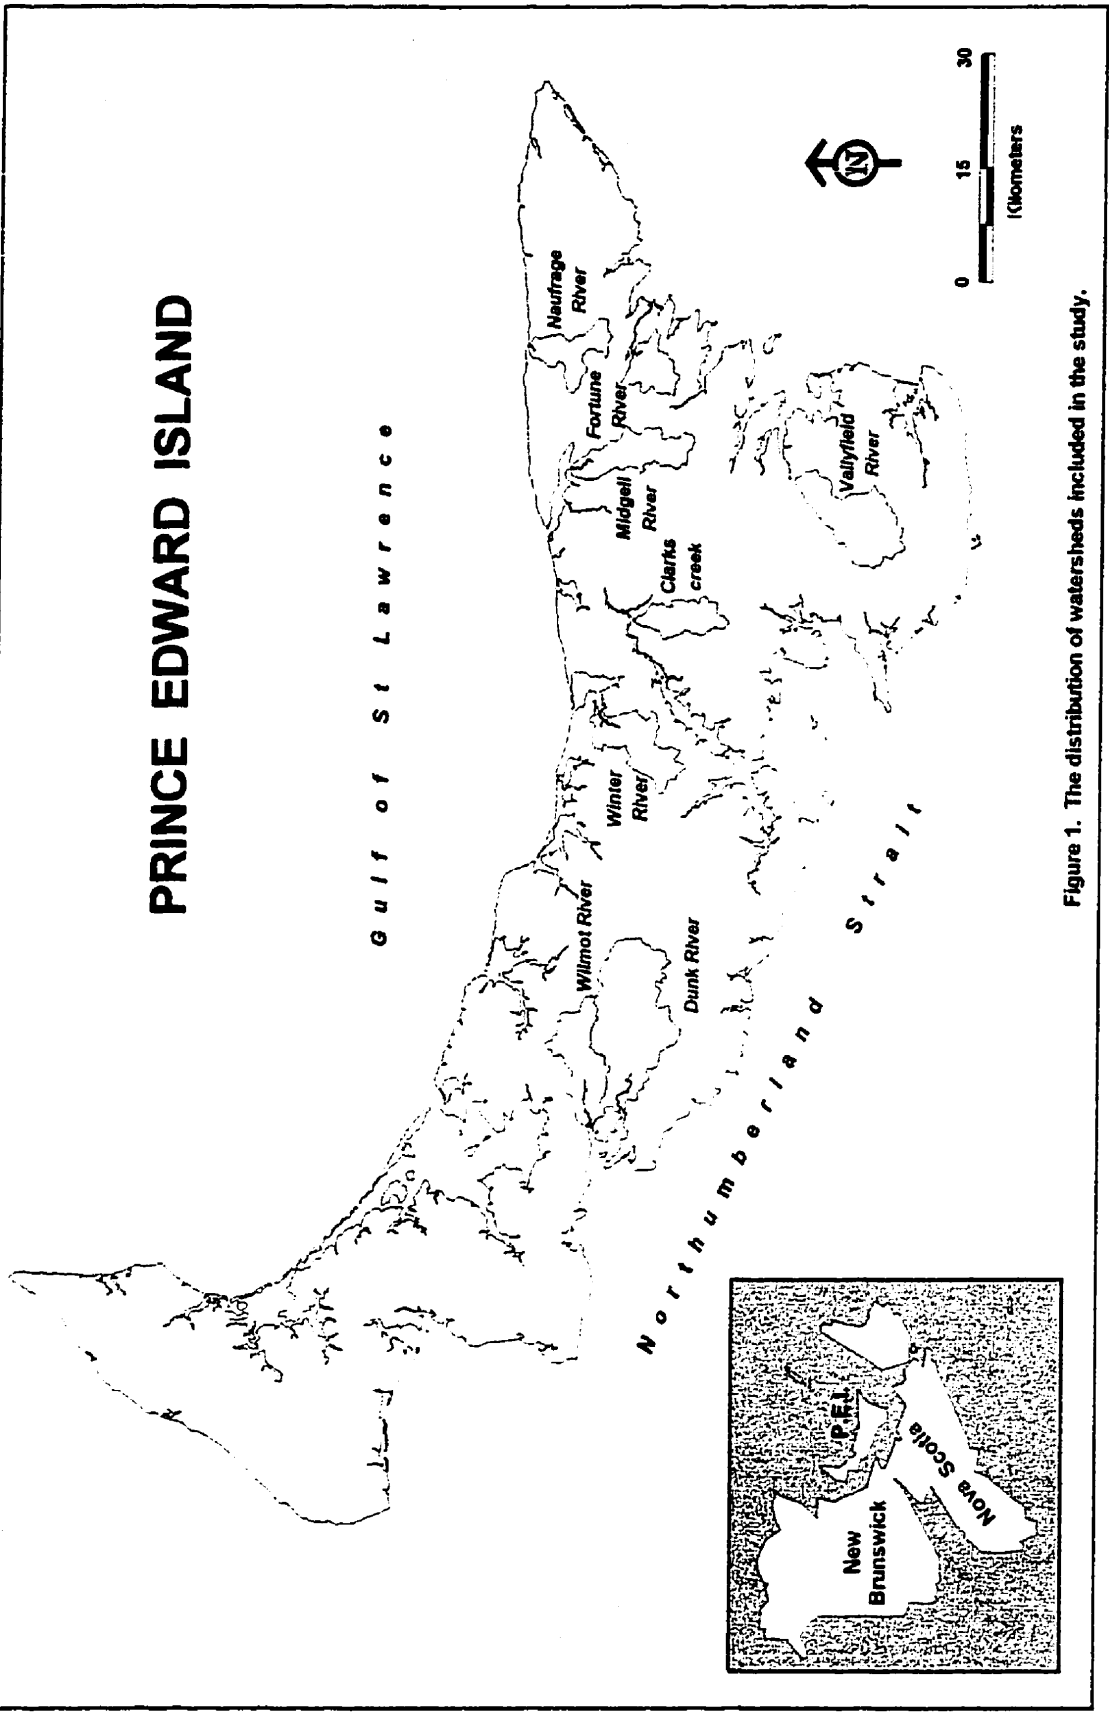 PRINCE EDWARD ISLAND
Gulf of St Lawrence
Naufrage
River
Fortune
River
Midgell
River
Clarks
creek
Winter
River
Wilmot River
Dunk River
Vallyfield
River
Northumberland Strait
N
0 15 30
Kilometers
New
Brunswick
P.E.I.
Nova Scotia
Figure 1. The distribution of watersheds included in the study.